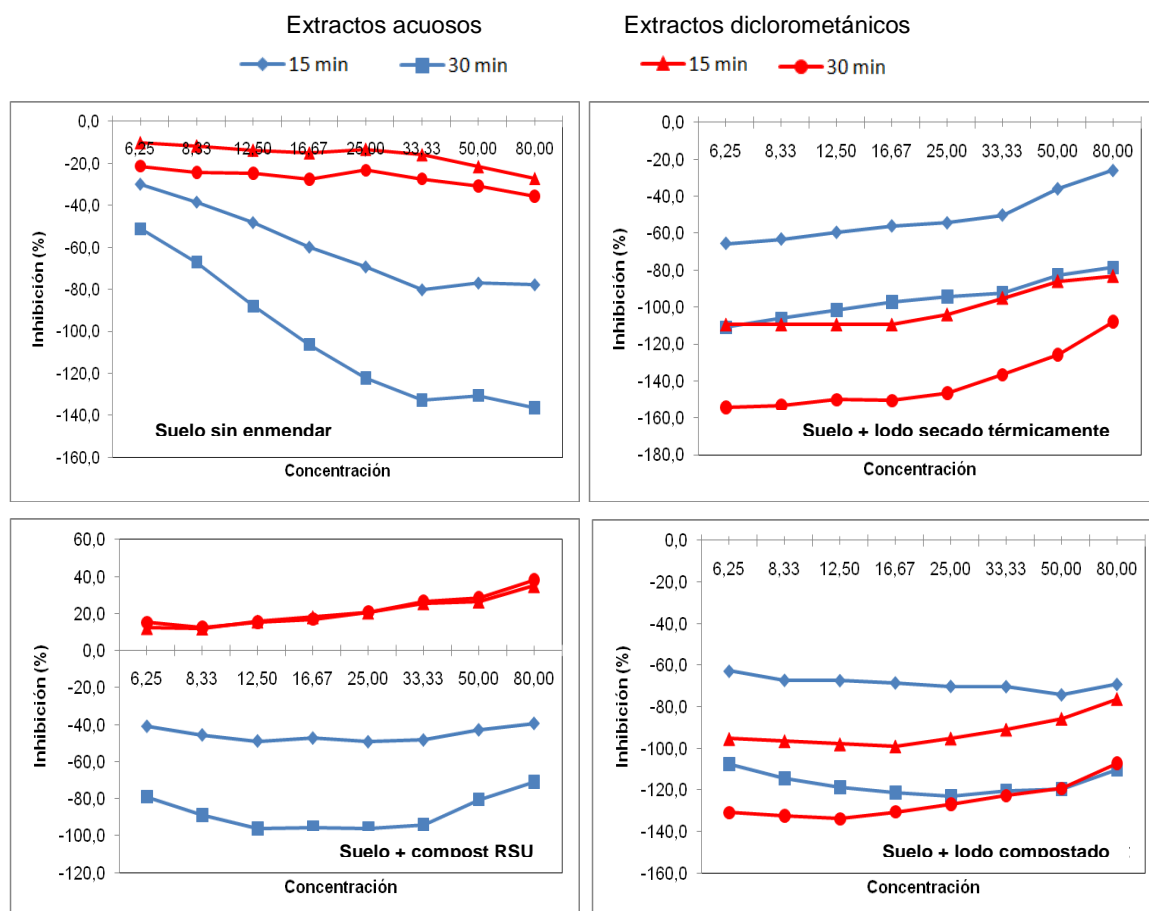 Extractos acuosos Extractos diclorometánicos
15 min 30 min 15 min 30 min
0,0
-20,0
-40,0
-60,0
-80,0
-100,0
-120,0
-140,0
-160,0
Inhibición (%)
6,25 8,33 12,50 16,67 25,00 33,33 50,00 80,00
Suelo sin enmendar
Concentración
0,0
-20,0
-40,0
-60,0
-80,0
-100,0
-120,0
-140,0
-160,0
-180,0
Inhibición (%)
6,25 8,33 12,50 16,67 25,00 33,33 50,00 80,00
Suelo + lodo secado térmicamente
Concentración
60,0
40,0
20,0
0,0
-20,0
-40,0
-60,0
-80,0
-100,0
-120,0
Inhibición (%)
6,25 8,33 12,50 16,67 25,00 33,33 50,00 80,00
Suelo + compost RSU
Concentración
0,0
-20,0
-40,0
-60,0
-80,0
-100,0
-120,0
-140,0
-160,0
Inhibición (%)
6,25 8,33 12,50 16,67 25,00 33,33 50,00 80,00
Suelo + lodo compostado
Concentración